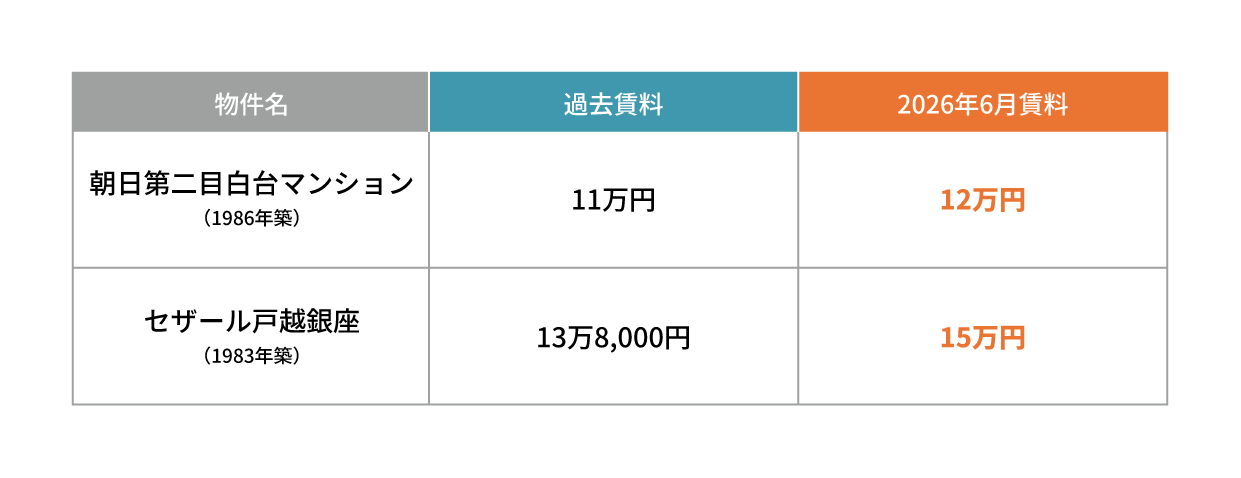 物件名
過去賃料
2026年6月賃料
朝日第二目白台マンション
（1986年築）
11万円
12万円
セザール戸越銀座
（1983年築）
13万8,000円
15万円